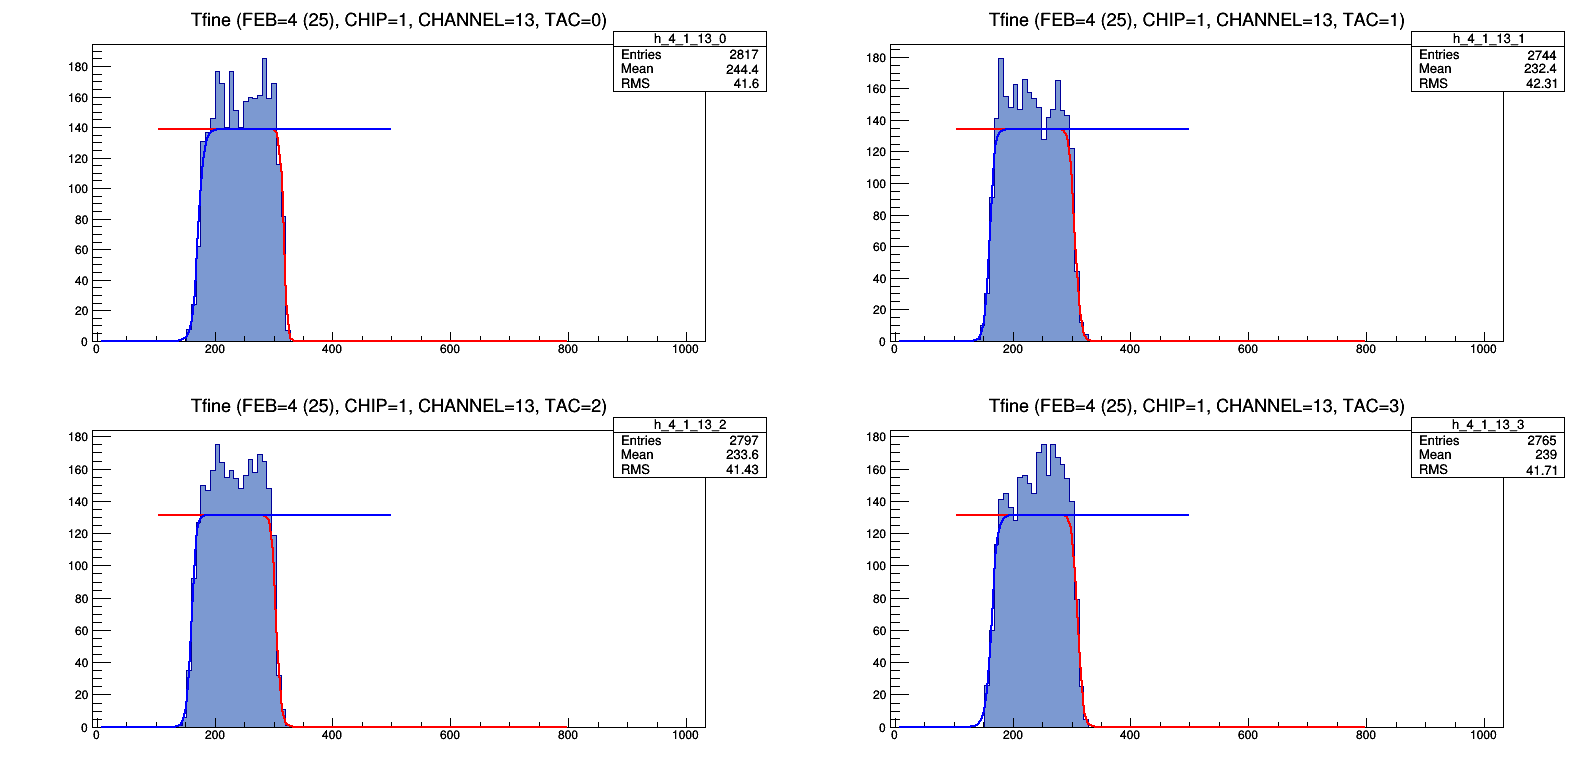 Tfine (FEB=4 (25), CHIP=1, CHANNEL=13, TAC=0)
h_4_1_13_0
Entries 2817
Mean 244.4
RMS 41.6
180
160
140
120
100
80
60
40
20
0
0 200 400 600 800 1000
Tfine (FEB=4 (25), CHIP=1, CHANNEL=13, TAC=1)
h_4_1_13_1
Entries 2744
Mean 232.4
RMS 42.31
180
160
140
120
100
80
60
40
20
0
0 200 400 600 800 1000
Tfine (FEB=4 (25), CHIP=1, CHANNEL=13, TAC=2)
h_4_1_13_2
Entries 2797
Mean 233.6
RMS 41.43
180
160
140
120
100
80
60
40
20
0
0 200 400 600 800 1000
Tfine (FEB=4 (25), CHIP=1, CHANNEL=13, TAC=3)
h_4_1_13_3
Entries 2765
Mean 239
RMS 41.71
180
160
140
120
100
80
60
40
20
0
0 200 400 600 800 1000